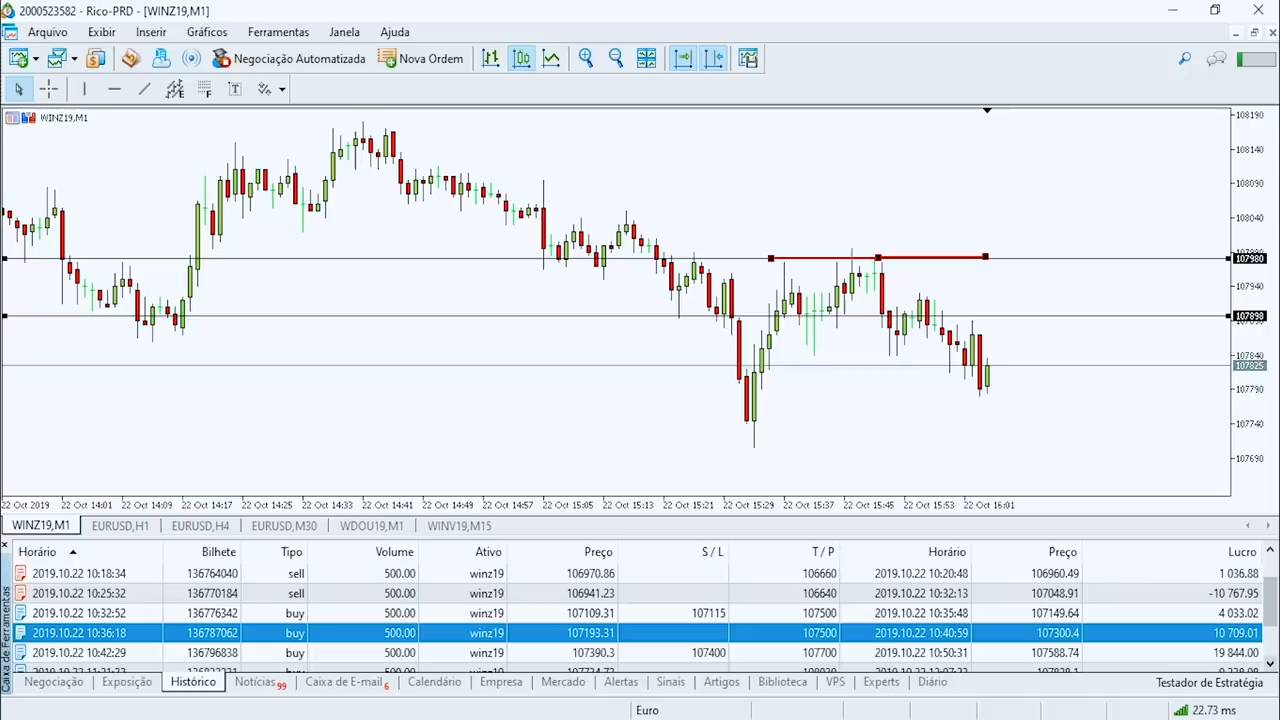 2000523582 - Rico-PRD - [WINZ19,M1]
Arquivo Exibir Inserir Gráficos Ferramentas Janela Ajuda
Negociação Automatizada Nova Ordem
E F T
WINZ19,M1
108190
108140
108090
108040
107980
107940
107898
107840
107825
107790
107740
107690
22 Oct 2019 22 Oct 14:01 22 Oct 14:09 22 Oct 14:17 22 Oct 14:25 22 Oct 14:33 22 Oct 14:41 22 Oct 14:49 22 Oct 14:57 22 Oct 15:05 22 Oct 15:13 22 Oct 15:21 22 Oct 15:29 22 Oct 15:37 22 Oct 15:45 22 Oct 15:53 22 Oct 16:01
WINZ19,M1 EURUSD,H1 EURUSD,H4 EURUSD,M30 WDOU19,M1 WINV19,M15
Horário Bilhete Tipo Volume Ativo Preço S / L T / P Horário Preço Lucro
2019.10.22 10:18:34 136764040 sell 500.00 winz19 106970.86 106660 2019.10.22 10:20:48 106960.49 1 036.88
2019.10.22 10:25:32 136770184 sell 500.00 winz19 106941.23 106640 2019.10.22 10:32:13 107048.91 -10 767.95
2019.10.22 10:32:52 136776342 buy 500.00 winz19 107109.31 107115 107500 2019.10.22 10:35:48 107149.64 4 033.02
2019.10.22 10:36:18 136787062 buy 500.00 winz19 107193.31 107500 2019.10.22 10:40:59 107300.4 10 709.01
2019.10.22 10:42:29 136796838 buy 500.00 winz19 107390.3 107400 107700 2019.10.22 10:50:31 107588.74 19 844.00
Caixa de Ferramentas
Negociação Exposição Histórico Notícias 99 Caixa de E-mail 6 Calendário Empresa Mercado Alertas Sinais Artigos Biblioteca VPS Experts Diário Testador de Estratégia
Euro 22.73 ms